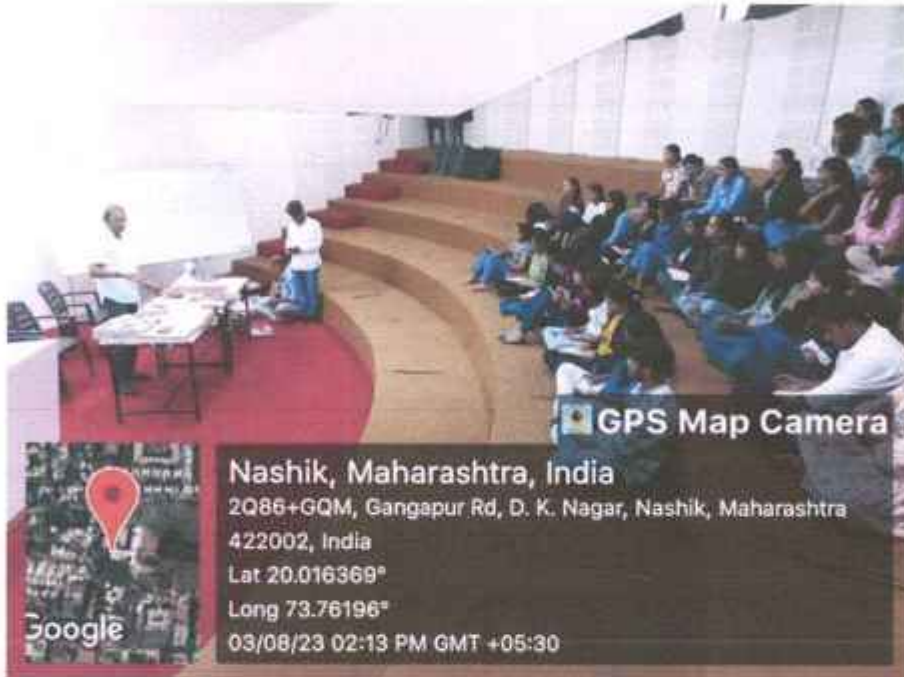 GPS Map Camera
Nashik, Maharashtra, India
2Q86+GQM, Gangapur Rd, D. K. Nagar, Nashik, Maharashtra
422002, India
Lat 20.016369°
Long 73.76196°
03/08/23 02:13 PM GMT +05:30
Google